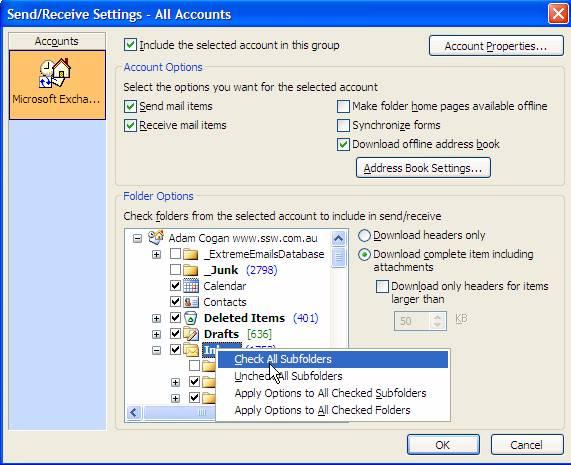 Send/Receive Settings - All Accounts
Accounts
Microsoft Excha...
Include the selected account in this group
Account Properties...
Account Options
Select the options you want for the selected account
Send mail items
Receive mail items
Make folder home pages available offline
Synchronize forms
Download offline address book
Address Book Settings...
Folder Options
Check folders from the selected account to include in send/receive
Adam Cogan www.ssw.com.au
_ExtremeEmailsDatabase
_Junk (2798)
Calendar
Contacts
Deleted Items (401)
Drafts [636]
Download headers only
Download complete item including attachments
Download only headers for items larger than
50 KB
Check All Subfolders
Uncheck All Subfolders
Apply Options to All Checked Subfolders
Apply Options to All Checked Folders
OK
Cancel